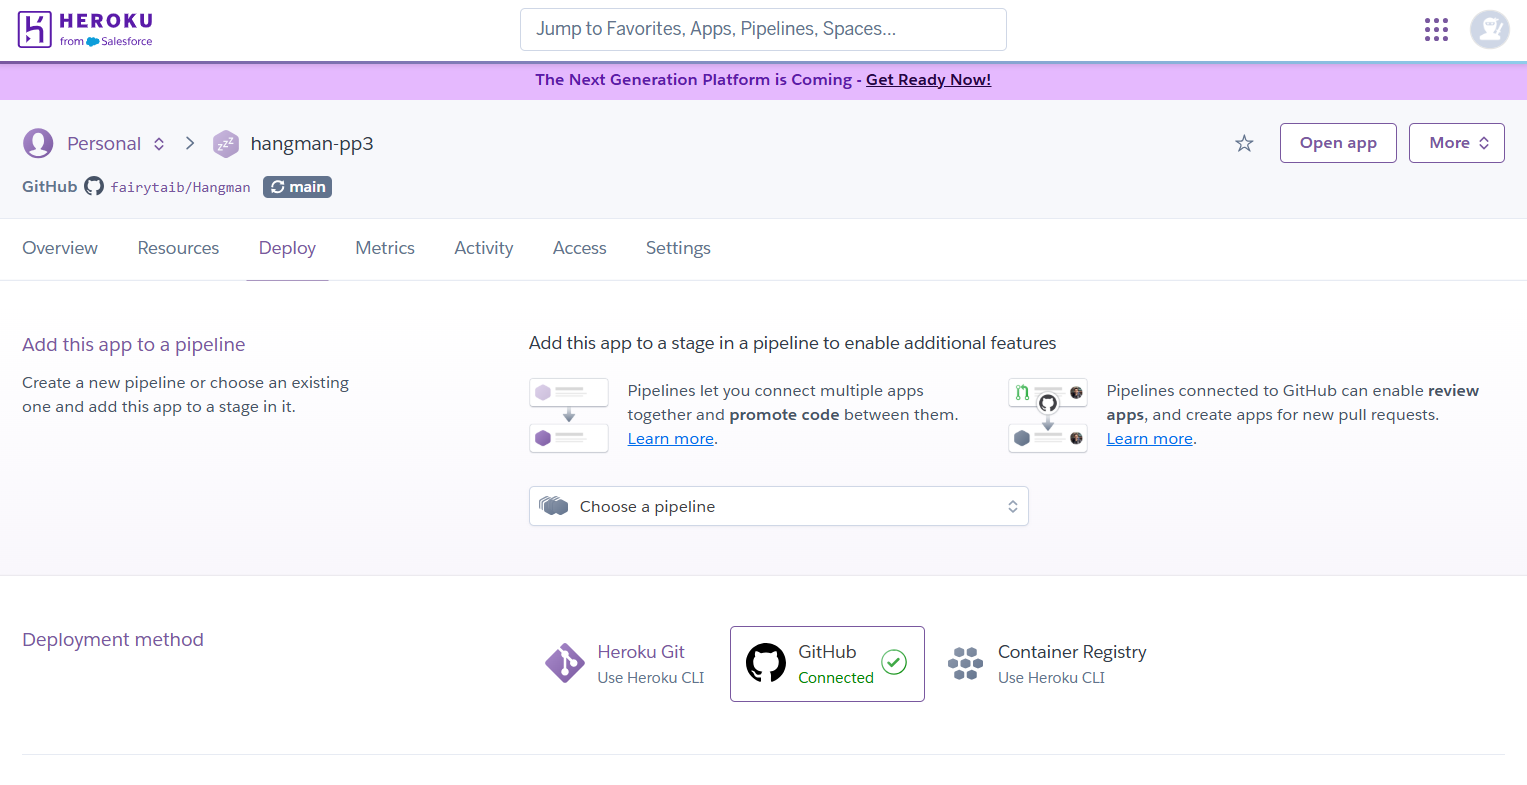 HEROKU
from Salesforce
Jump to Favorites, Apps, Pipelines, Spaces...
The Next Generation Platform is Coming - Get Ready Now!
Personal
zzz
hangman-pp3
Open app
More
GitHub fairytaib/Hangman main
Overview
Resources
Deploy
Metrics
Activity
Access
Settings
Add this app to a pipeline
Create a new pipeline or choose an existing
one and add this app to a stage in it.
Add this app to a stage in a pipeline to enable additional features
Pipelines let you connect multiple apps
together and promote code between them.
Learn more.
Pipelines connected to GitHub can enable review
apps, and create apps for new pull requests.
Learn more.
Choose a pipeline
Deployment method
Heroku Git
Use Heroku CLI
GitHub
Connected
Container Registry
Use Heroku CLI